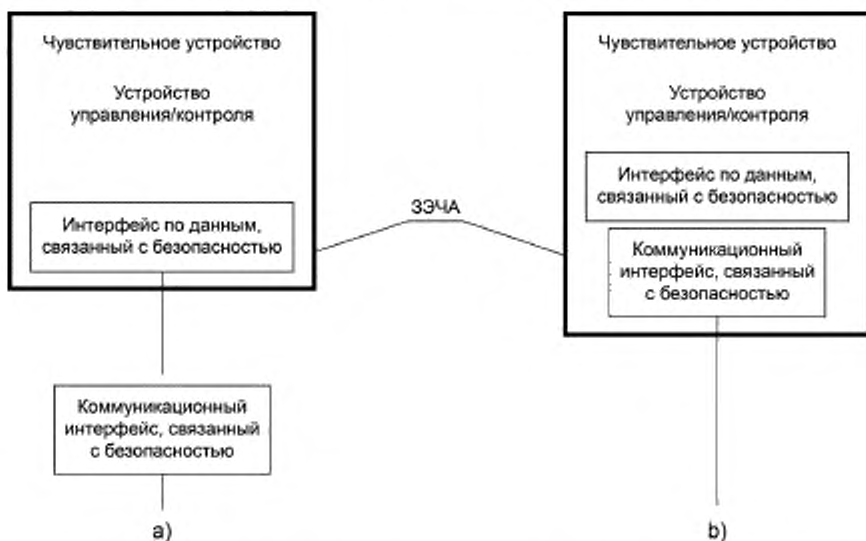 Чувствительное устройство
Устройство
управления/контроля
Интерфейс по данным,
связанный с безопасностью
Коммуникационный
интерфейс, связанный
с безопасностью
а)
ЗЭЧА
Чувствительное устройство
Устройство
управления/контроля
Интерфейс по данным,
связанный с безопасностью
Коммуникационный
интерфейс, связанный
с безопасностью
b)